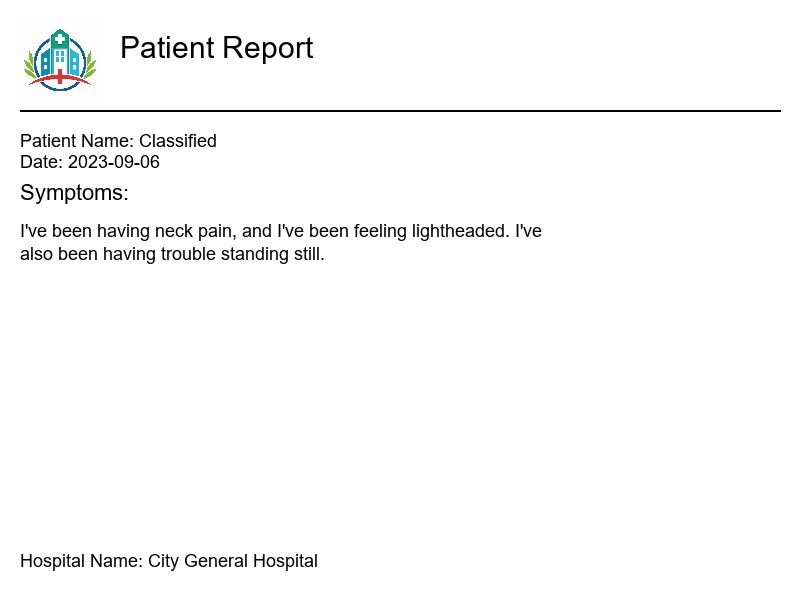 Patient Report
Patient Name: Classified
Date: 2023-09-06
Symptoms:
I've been having neck pain, and I've been feeling lightheaded. I've
also been having trouble standing still.
Hospital Name: City General Hospital